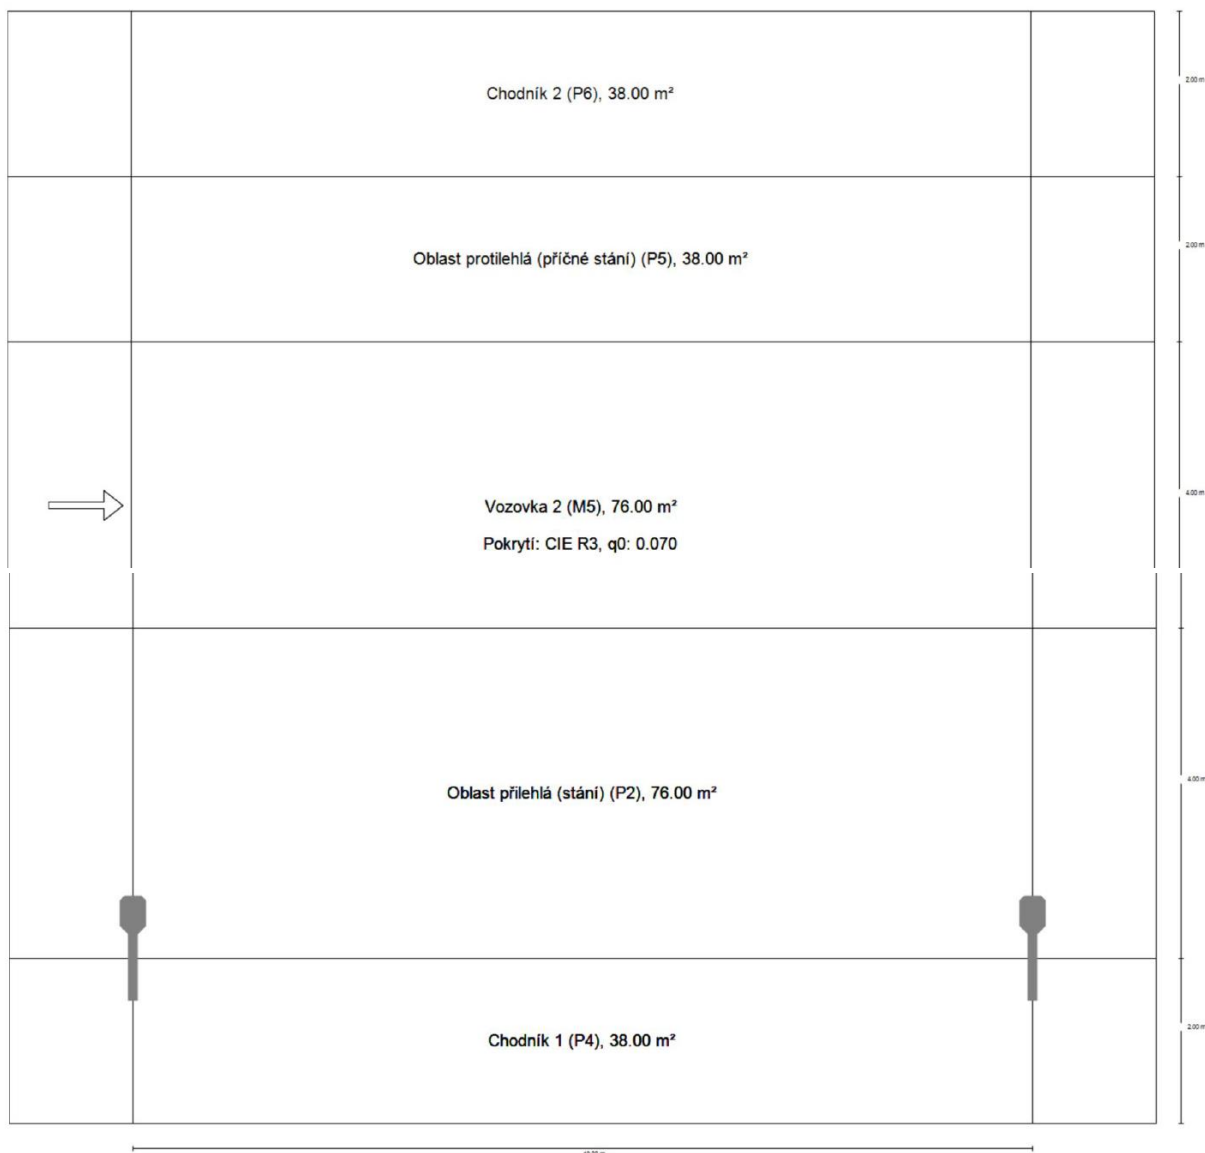 Chodník 2 (P6), 38.00 m²
2.00 m
Oblast protilehlá (příčné stání) (P5), 38.00 m²
2.00 m
Vozovka 2 (M5), 76.00 m²
4.00 m
Pokrytí: CIE R3, q0: 0.070
Oblast přilehlá (stání) (P2), 76.00 m²
4.00 m
Chodník 1 (P4), 38.00 m²
2.00 m